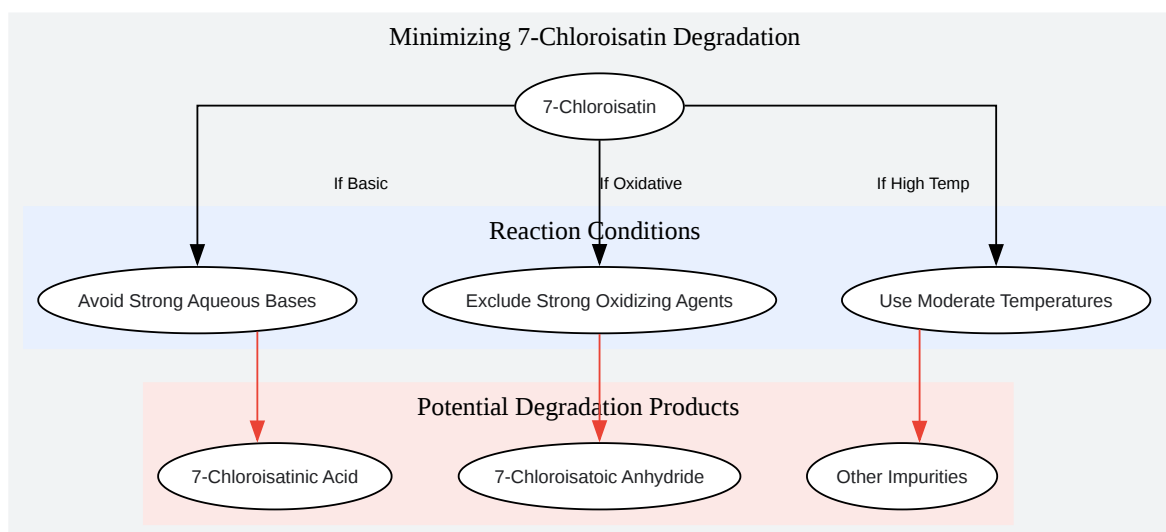 Minimizing 7-Chloroisatin Degradation
7-Chloroisatin
If Basic
If Oxidative
If High Temp
Reaction Conditions
Avoid Strong Aqueous Bases
Exclude Strong Oxidizing Agents
Use Moderate Temperatures
Potential Degradation Products
7-Chloroisatinic Acid
7-Chloroisatoic Anhydride
Other Impurities